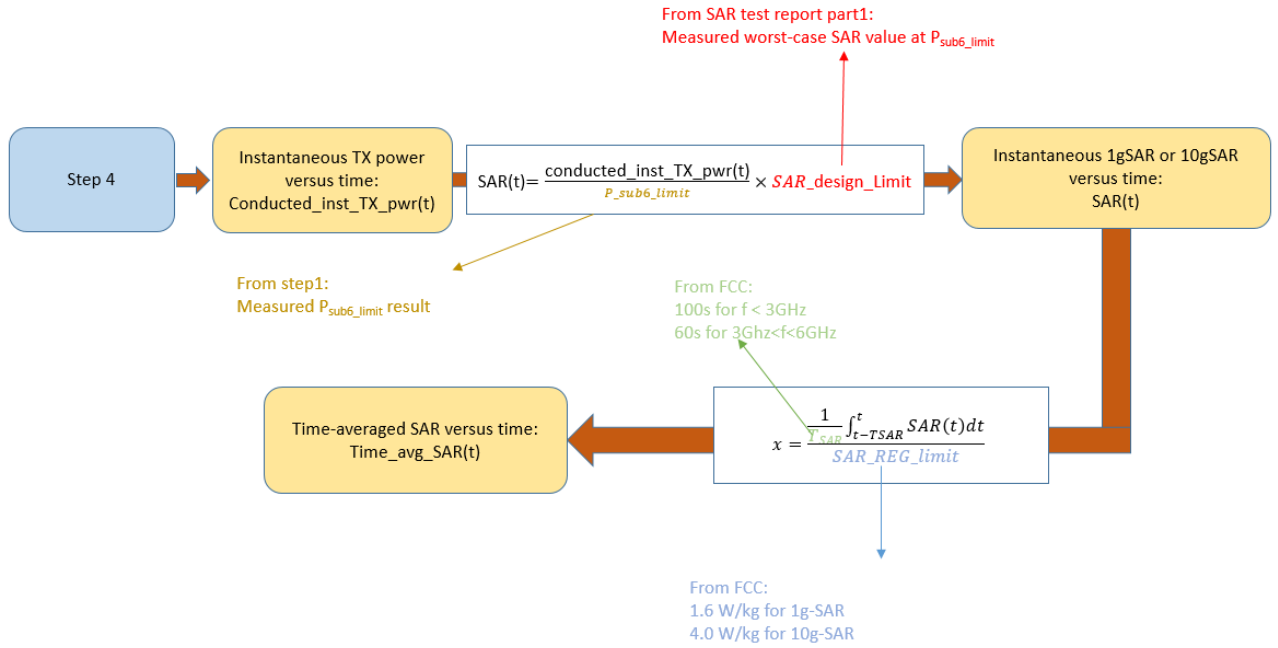 From SAR test report part1:
Measured worst-case SAR value at P_sub6_limit
Step 4
Instantaneous TX power
versus time:
Conducted_inst_TX_pwr(t)
SAR(t)= conducted_inst_TX_pwr(t) / P_sub6_limit × SAR_design_Limit
Instantaneous 1gSAR or 10gSAR
versus time:
SAR(t)
From step1:
Measured P_sub6_limit result
From FCC:
100s for f < 3GHz
60s for 3Ghz<f<6GHz
Time-averaged SAR versus time:
Time_avg_SAR(t)
x = 1/T_SAR ∫_{t−TSAR}^{t} SAR(t)dt / SAR_REG_limit
From FCC:
1.6 W/kg for 1g-SAR
4.0 W/kg for 10g-SAR